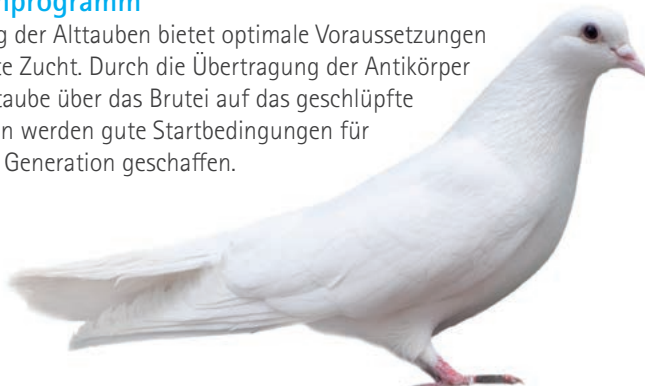 nprogramm
g der Alttauben bietet optimale Voraussetzungen
te Zucht. Durch die Übertragung der Antikörper
taube über das Brutei auf das geschlüpfte
n werden gute Startbedingungen für
Generation geschaffen.